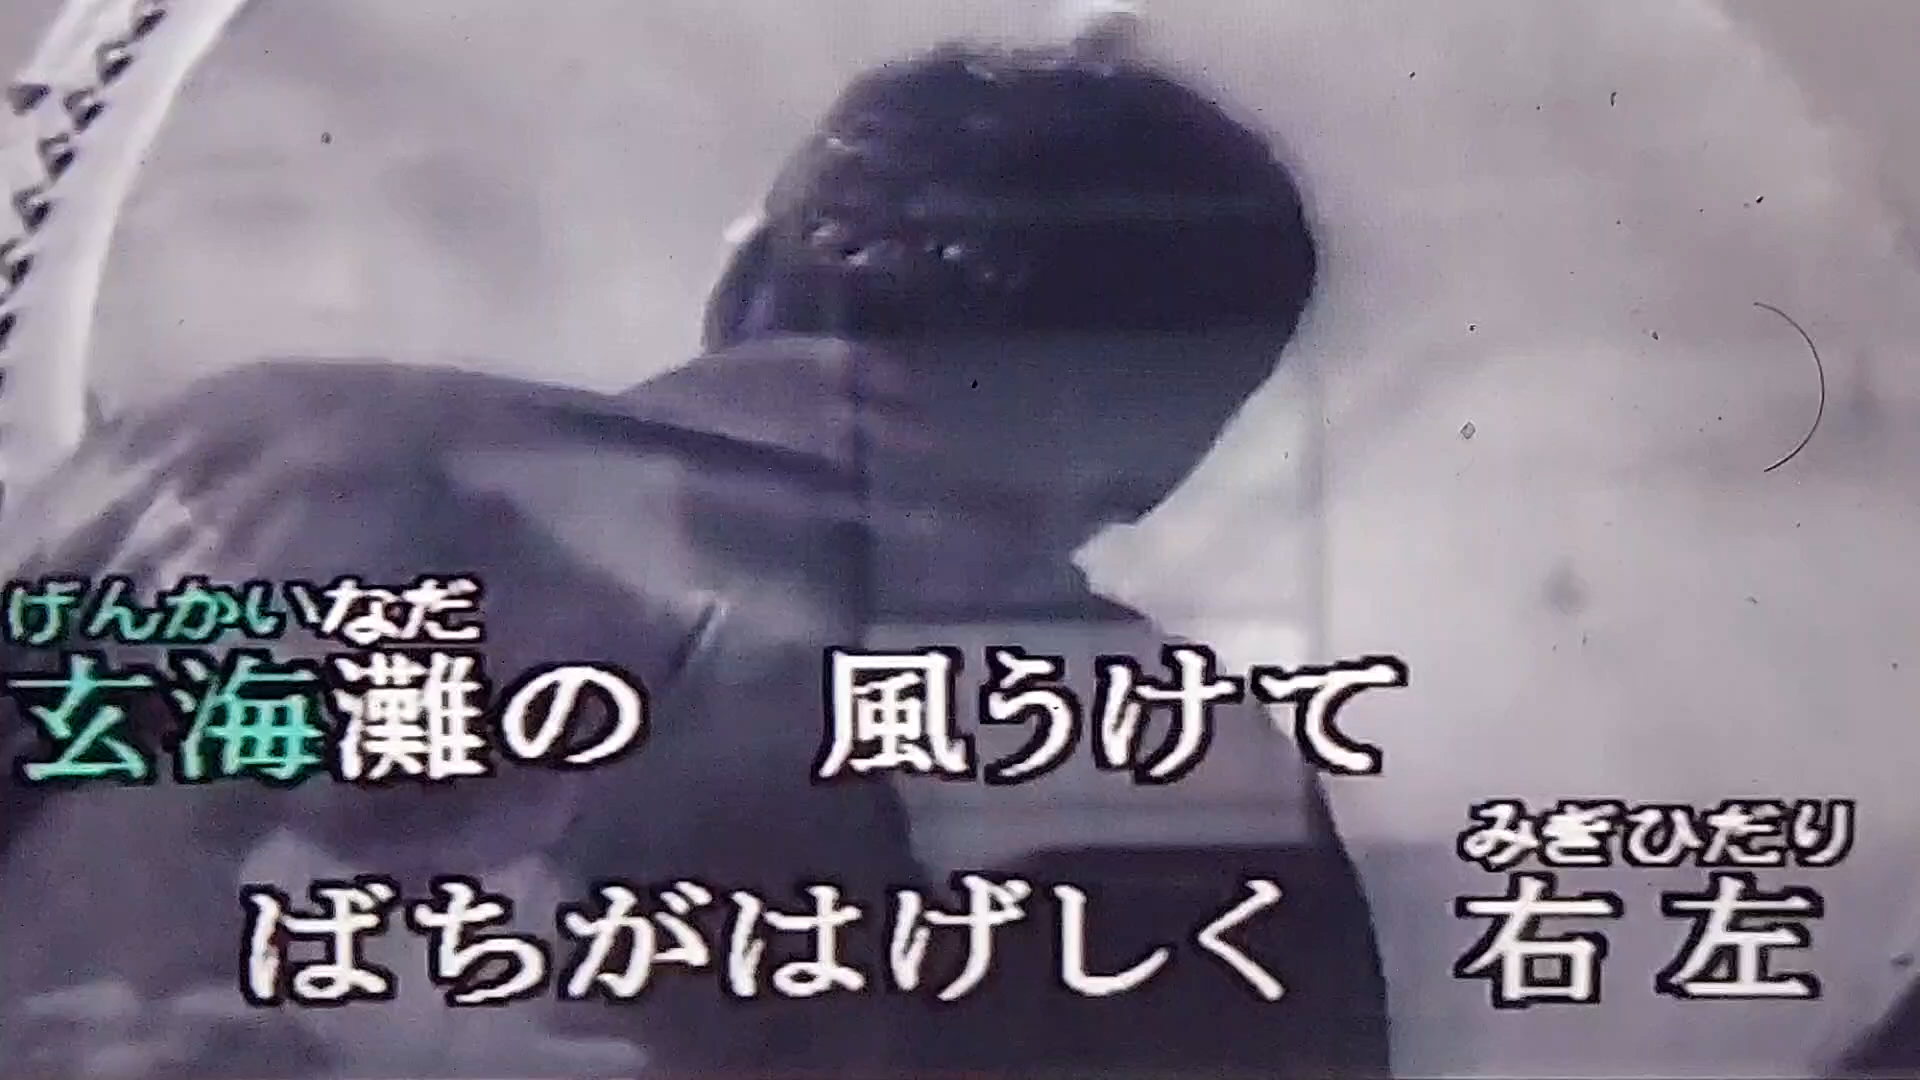 げんかいなだ
玄海灘の　風うけて
みぎひだり
ばちがはげしく　右左